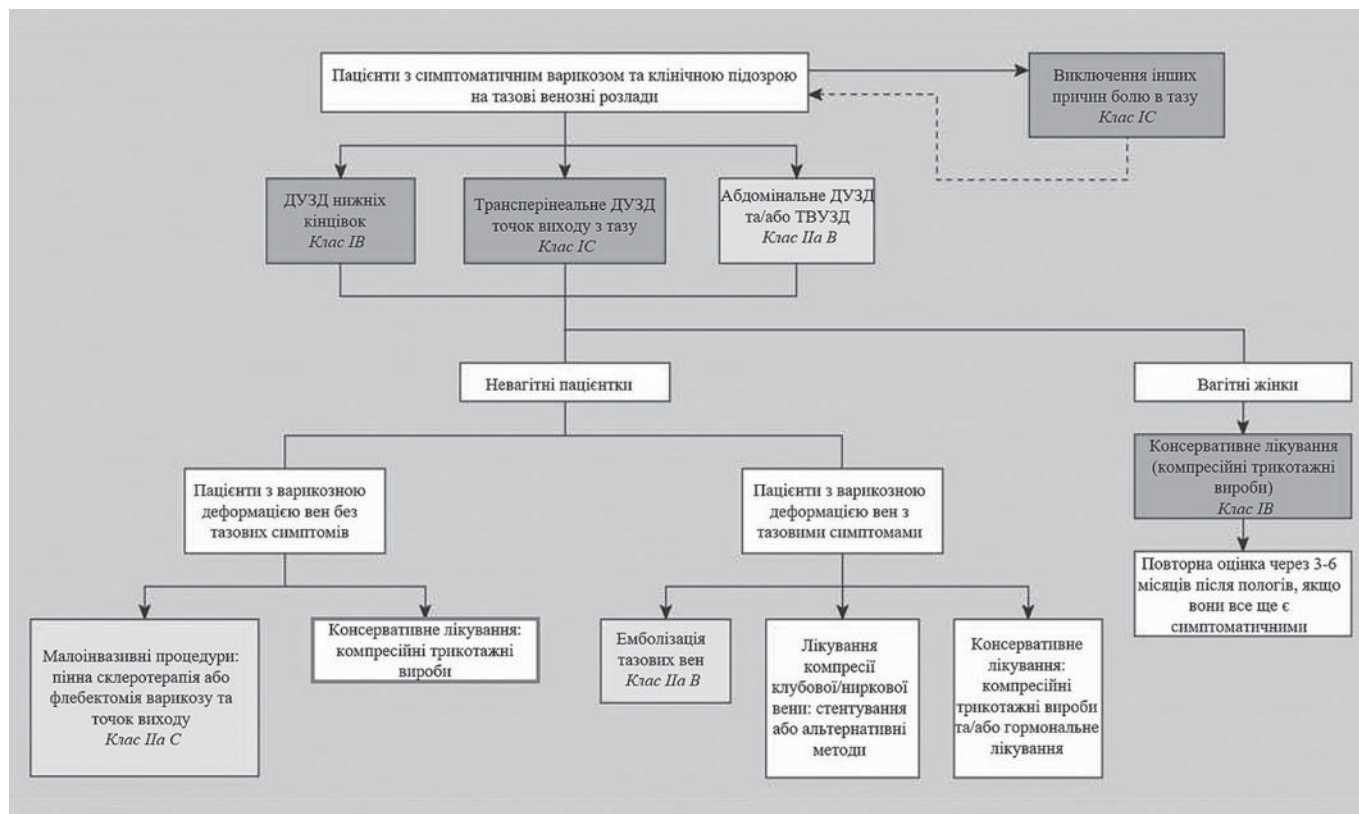 Пацієнти з симптоматичним варикозом та клінічною підозрою
на тазові венозні розлади
Виключення інших
причин болю в тазу
Клас IC
ДУЗД нижніх
кінцівок
Клас IB
Трансперінеальне ДУЗД
точок виходу з тазу
Клас IC
Абдомінальне ДУЗД
та/або ТВУЗД
Клас IIa B
Невагітні пацієнтки
Вагітні жінки
Пацієнти з варикозною
деформацією вен без
тазових симптомів
Пацієнти з варикозною
деформацією вен з
тазовими симптомами
Консервативне лікування
(компресійні трикотажні
вироби)
Клас IB
Повторна оцінка через 3-6
місяців після пологів, якщо
вони все ще є
симптоматичними
Малоінвазивні процедури:
пінна склеротерапія або
флебектомія варикозу та
точок виходу
Клас IIa C
Консервативне лікування:
компресійні трикотажні
вироби
Емболізація
тазових вен
Клас IIa B
Лікування
компресії
клубової/ниркової
вени: стентування
або альтернативні
методи
Консервативне
лікування:
компресійні
трикотажні вироби
та/або гормональне
лікування